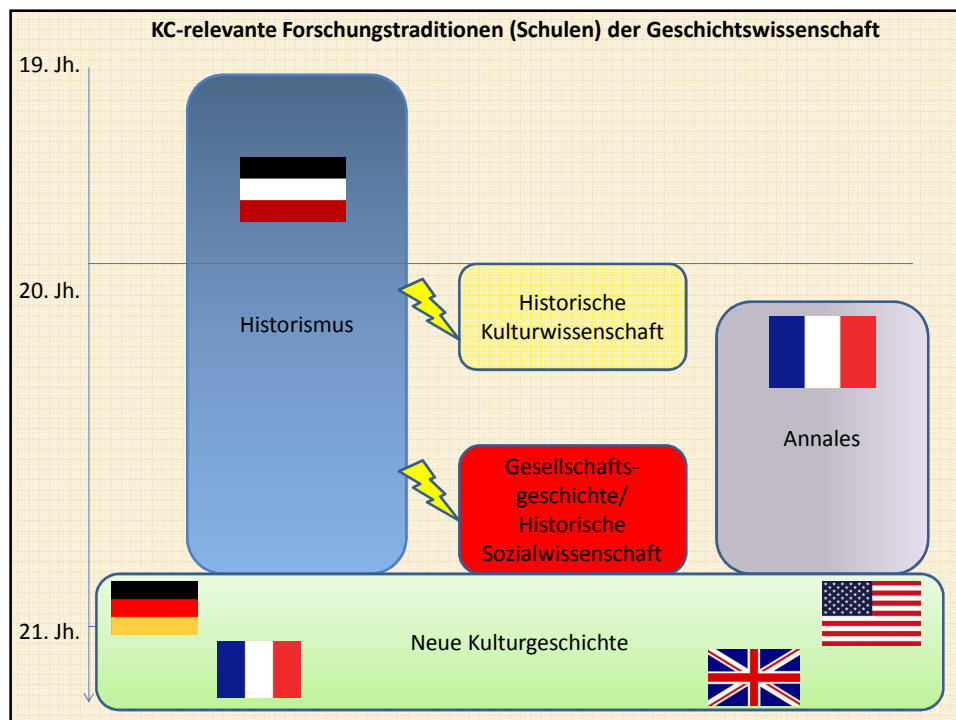 KC-relevante Forschungstraditionen (Schulen) der Geschichtswissenschaft
19. Jh.
20. Jh.
Historismus
Historische
Kulturwissenschaft
Annales
Gesellschafts-
geschichte/
Historische
Sozialwissenschaft
21. Jh.
Neue Kulturgeschichte